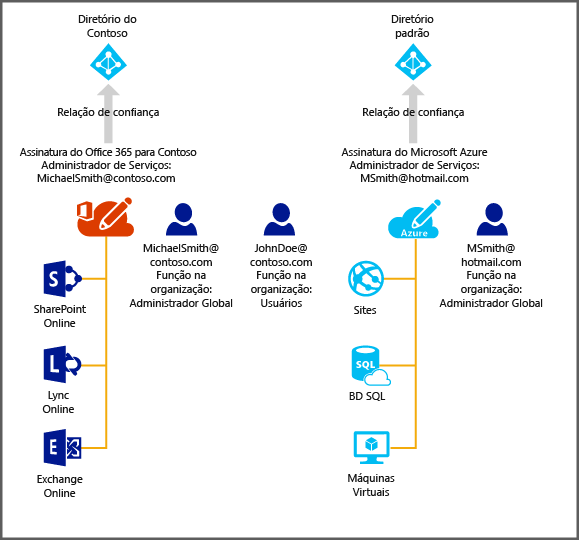 Diretório do
Contoso
Relação de confiança
Assinatura do Office 365 para Contoso
Administrador de Serviços:
MichaelSmith@contoso.com
MichaelSmith@
contoso.com
Função na
organização:
Administrador Global
JohnDoe@
contoso.com
Função na
organização:
Usuários
S
SharePoint
Online
L
Lync
Online
E
Exchange
Online
Diretório
padrão
Relação de confiança
Assinatura do Microsoft Azure
Administrador de Serviços:
MSmith@hotmail.com
Azure
MSmith@
hotmail.com
Função na
organização:
Administrador Global
Sites
SQL
BD SQL
Máquinas
Virtuais